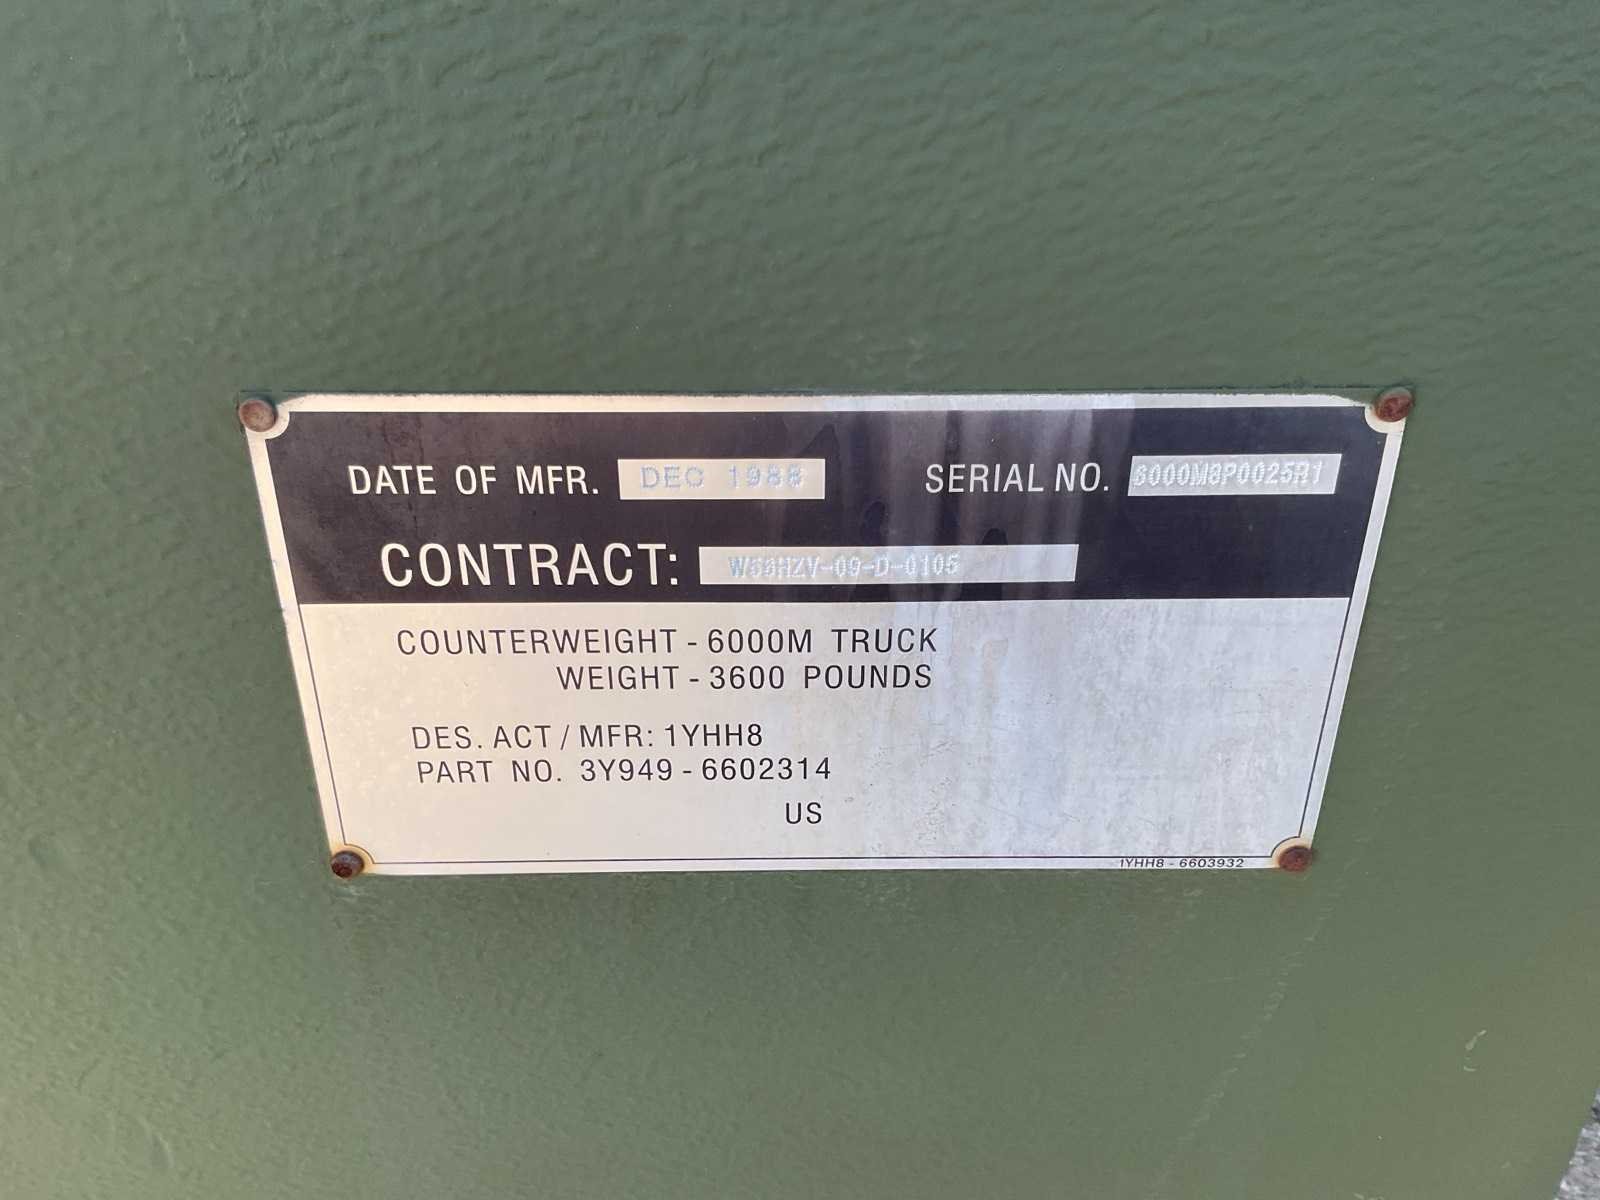 DATE OF MFR. DEC 1988 SERIAL NO. 6000M8P0025R1
CONTRACT: W56HZV-09-D-0105
COUNTERWEIGHT - 6000M TRUCK
WEIGHT - 3600 POUNDS
DES. ACT / MFR: 1YHH8
PART NO. 3Y949 - 6602314
US
1YHH8 - 6603932